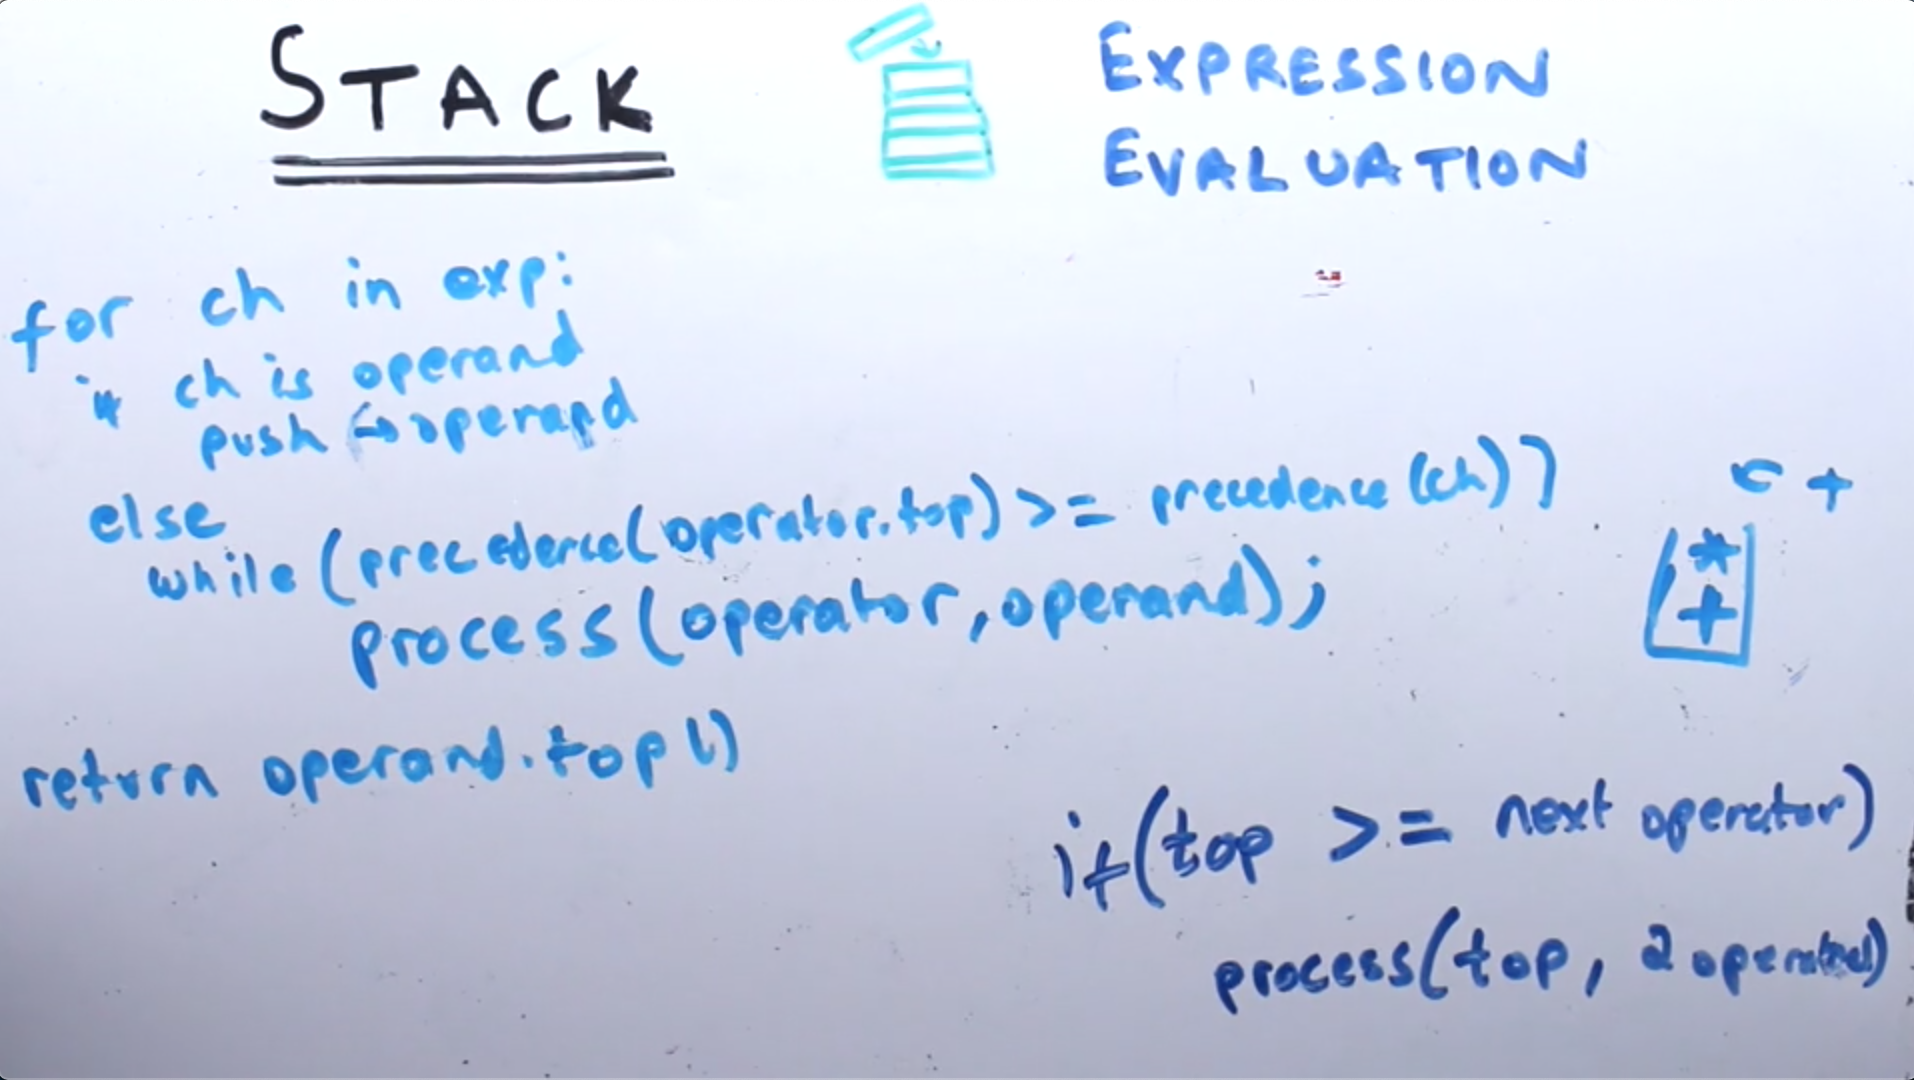 STACK
EXPRESSION
EVALUATION
for ch in exp:
if ch is operand
push → operand
else
while (precedence(operator.top) >= precedence (ch))
process (operator, operand);
return operand.top()
← +
*
+
if (top >= next operator)
process (top, 2